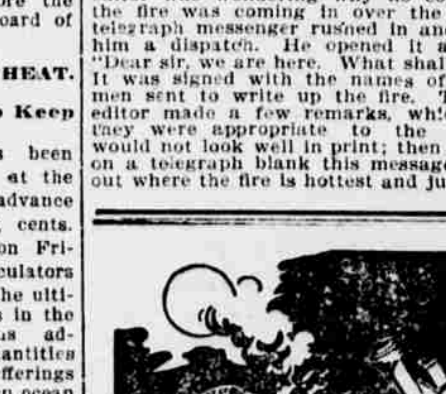 ore the
oard of
HEAT.
Keep
been
at the
advance
cents.
on Fri-
culators
he ulti-
s in the
us ad-
antities
fferings
n ocean
the fire was coming in over the
telegraph messenger rusned in and
him a dispatch. He opened it a
"Dear sir, we are here. What shal
It was signed with the names of
men sent to write up the fire. T
editor made a few remarks, whi
they were appropriate to the
would not look well in print; then
on a telegraph blank this message
out where the fire is hottest and ju